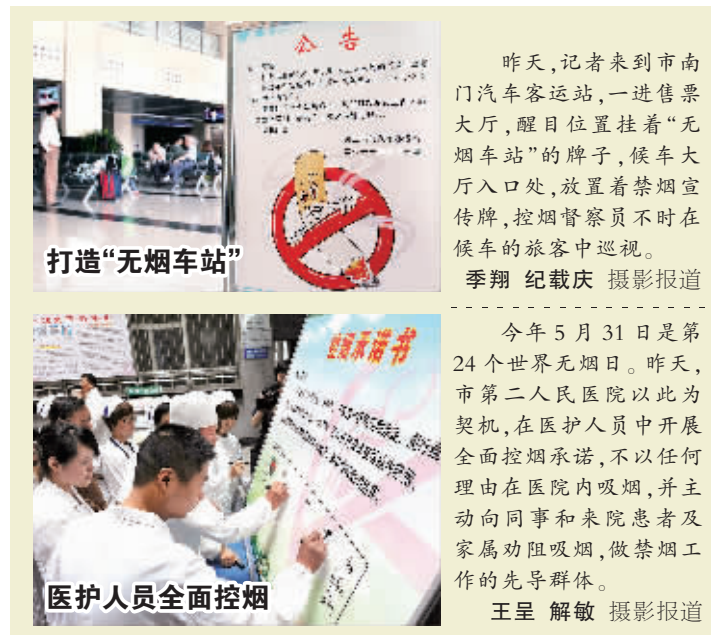 公告
打造“无烟车站”
昨天,记者来到市南
门汽车客运站,一进售票
大厅,醒目位置挂着“无
烟车站”的牌子,候车大
厅入口处,放置着禁烟宣
传牌,控烟督察员不时在
候车的旅客中巡视。
季翔 纪载庆 摄影报道
控烟承诺书
医护人员全面控烟
今年5月31日是第
24个世界无烟日。昨天,
市第二人民医院以此为
契机,在医护人员中开展
全面控烟承诺,不以任何
理由在医院内吸烟,并主
动向同事和来院患者及
家属劝阻吸烟,做禁烟工
作的先导群体。
王呈 解敏 摄影报道